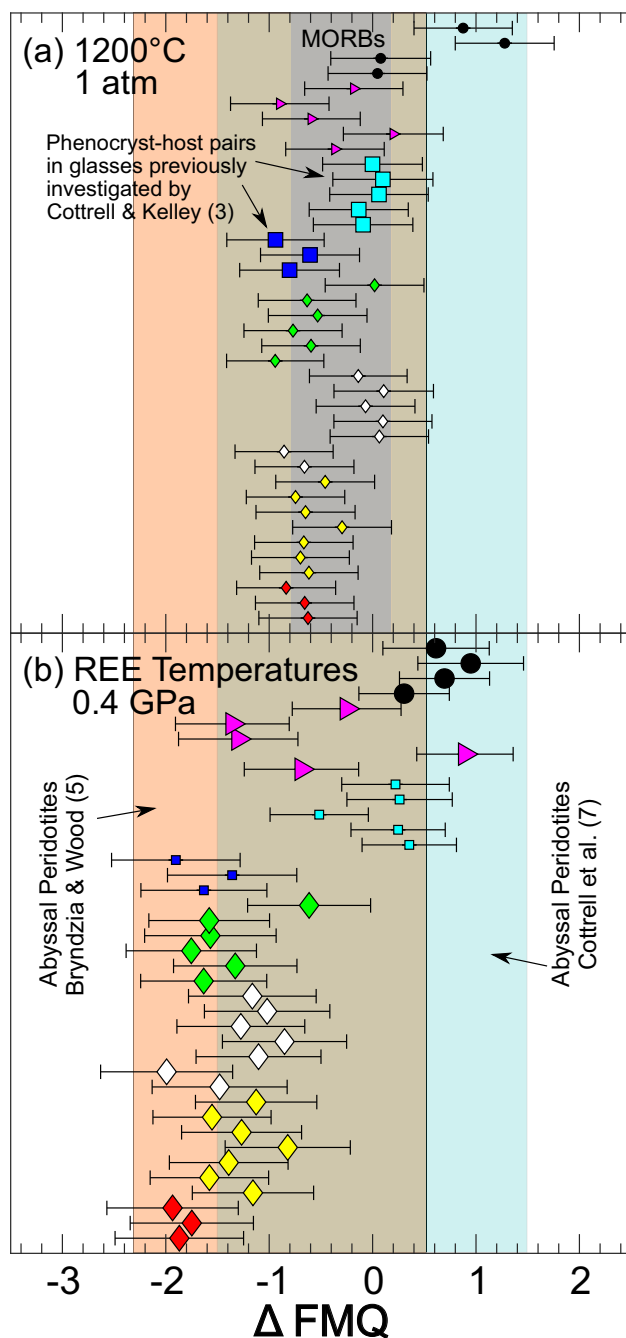 (a) 1200°C
1 atm
MORBs
Phenocryst-host pairs
in glasses previously
investigated by
Cottrell & Kelley (3)
(b) REE Temperatures
0.4 GPa
Abyssal Peridotites
Bryndzia & Wood (5)
Abyssal Peridotites
Cottrell et al. (7)
-3 -2 -1 0 1 2
Δ FMQ